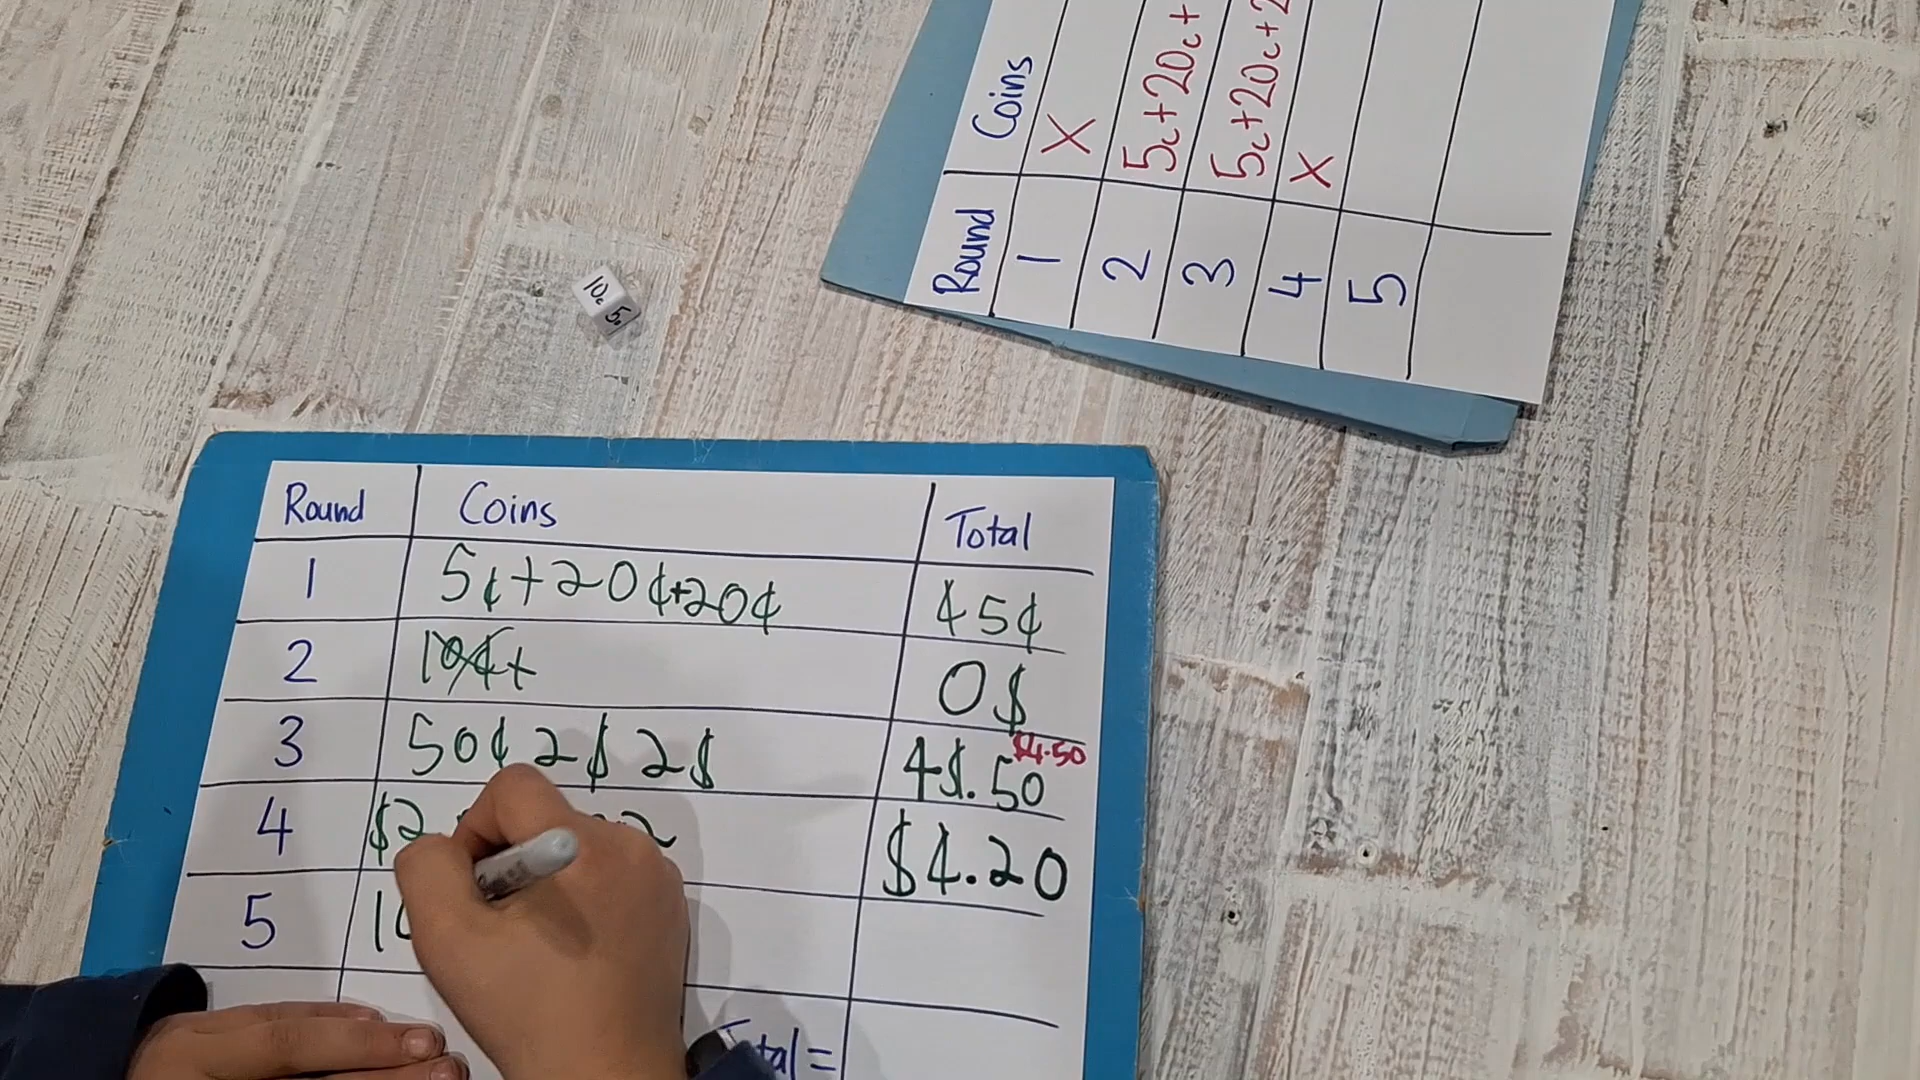 Round Coins Total
1 5¢+20¢+20¢ 45¢
2 10¢+ 0$
3 50¢ 2$ 2$ 4$.50 $4.50
4 $2 2 $4.20
5
Total =
Round Coins
1 X
2 5c+20c+
3 5c+20c+2
4 X
5
10c
5c